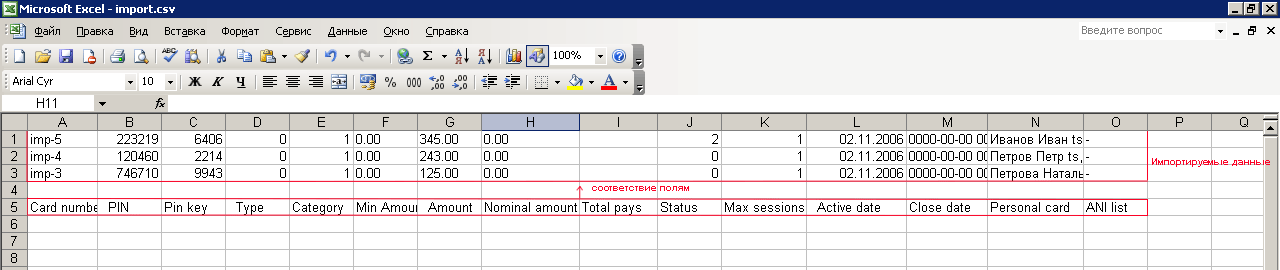 Microsoft Excel - import.csv
Файл Правка Вид Вставка Формат Сервис Данные Окно Справка Введите вопрос
100%
Arial Cyr 10 Ж К Ч % 000
H11 fx
A B C D E F G H I J K L M N O P Q
1 imp-5 223219 6406 0 1 0.00 345.00 0.00 2 1 02.11.2006 0000-00-00 00 Иванов Иван ts -
2 imp-4 120460 2214 0 1 0.00 243.00 0.00 0 1 02.11.2006 0000-00-00 00 Петров Петр ts, - Импортируемые данные
3 imp-3 746710 9943 0 1 0.00 125.00 0.00 0 1 02.11.2006 0000-00-00 00 Петрова Наталь -
4 соответствие полям
5 Card numbe PIN Pin key Type Category Min Amou Amount Nominal amount Total pays Status Max sessions Active date Close date Personal card ANI list
6
7
8